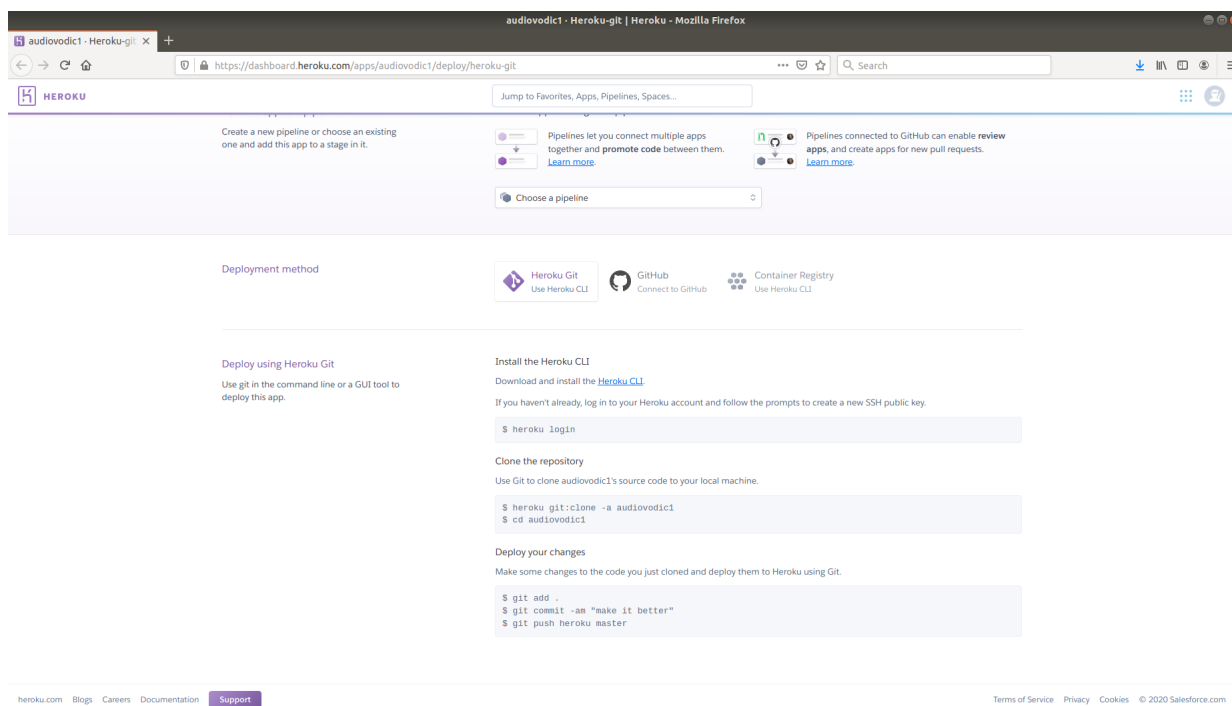 audiovodic1 · Heroku-git | Heroku - Mozilla Firefox
audiovodic1 · Heroku-git
https://dashboard.heroku.com/apps/audiovodic1/deploy/heroku-git
Search
HEROKU
Jump to Favorites, Apps, Pipelines, Spaces...
Create a new pipeline or choose an existing
one and add this app to a stage in it.
Pipelines let you connect multiple apps
together and promote code between them.
Learn more.
Pipelines connected to GitHub can enable review
apps, and create apps for new pull requests.
Learn more.
Choose a pipeline
Deployment method
Heroku Git
Use Heroku CLI
GitHub
Connect to GitHub
Container Registry
Use Heroku CLI
Deploy using Heroku Git
Use git in the command line or a GUI tool to
deploy this app.
Install the Heroku CLI
Download and install the Heroku CLI.
If you haven't already, log in to your Heroku account and follow the prompts to create a new SSH public key.
$ heroku login
Clone the repository
Use Git to clone audiovodic1's source code to your local machine.
$ heroku git:clone -a audiovodic1
$ cd audiovodic1
Deploy your changes
Make some changes to the code you just cloned and deploy them to Heroku using Git.
$ git add .
$ git commit -am "make it better"
$ git push heroku master
heroku.com Blogs Careers Documentation Support
Terms of Service Privacy Cookies © 2020 Salesforce.com